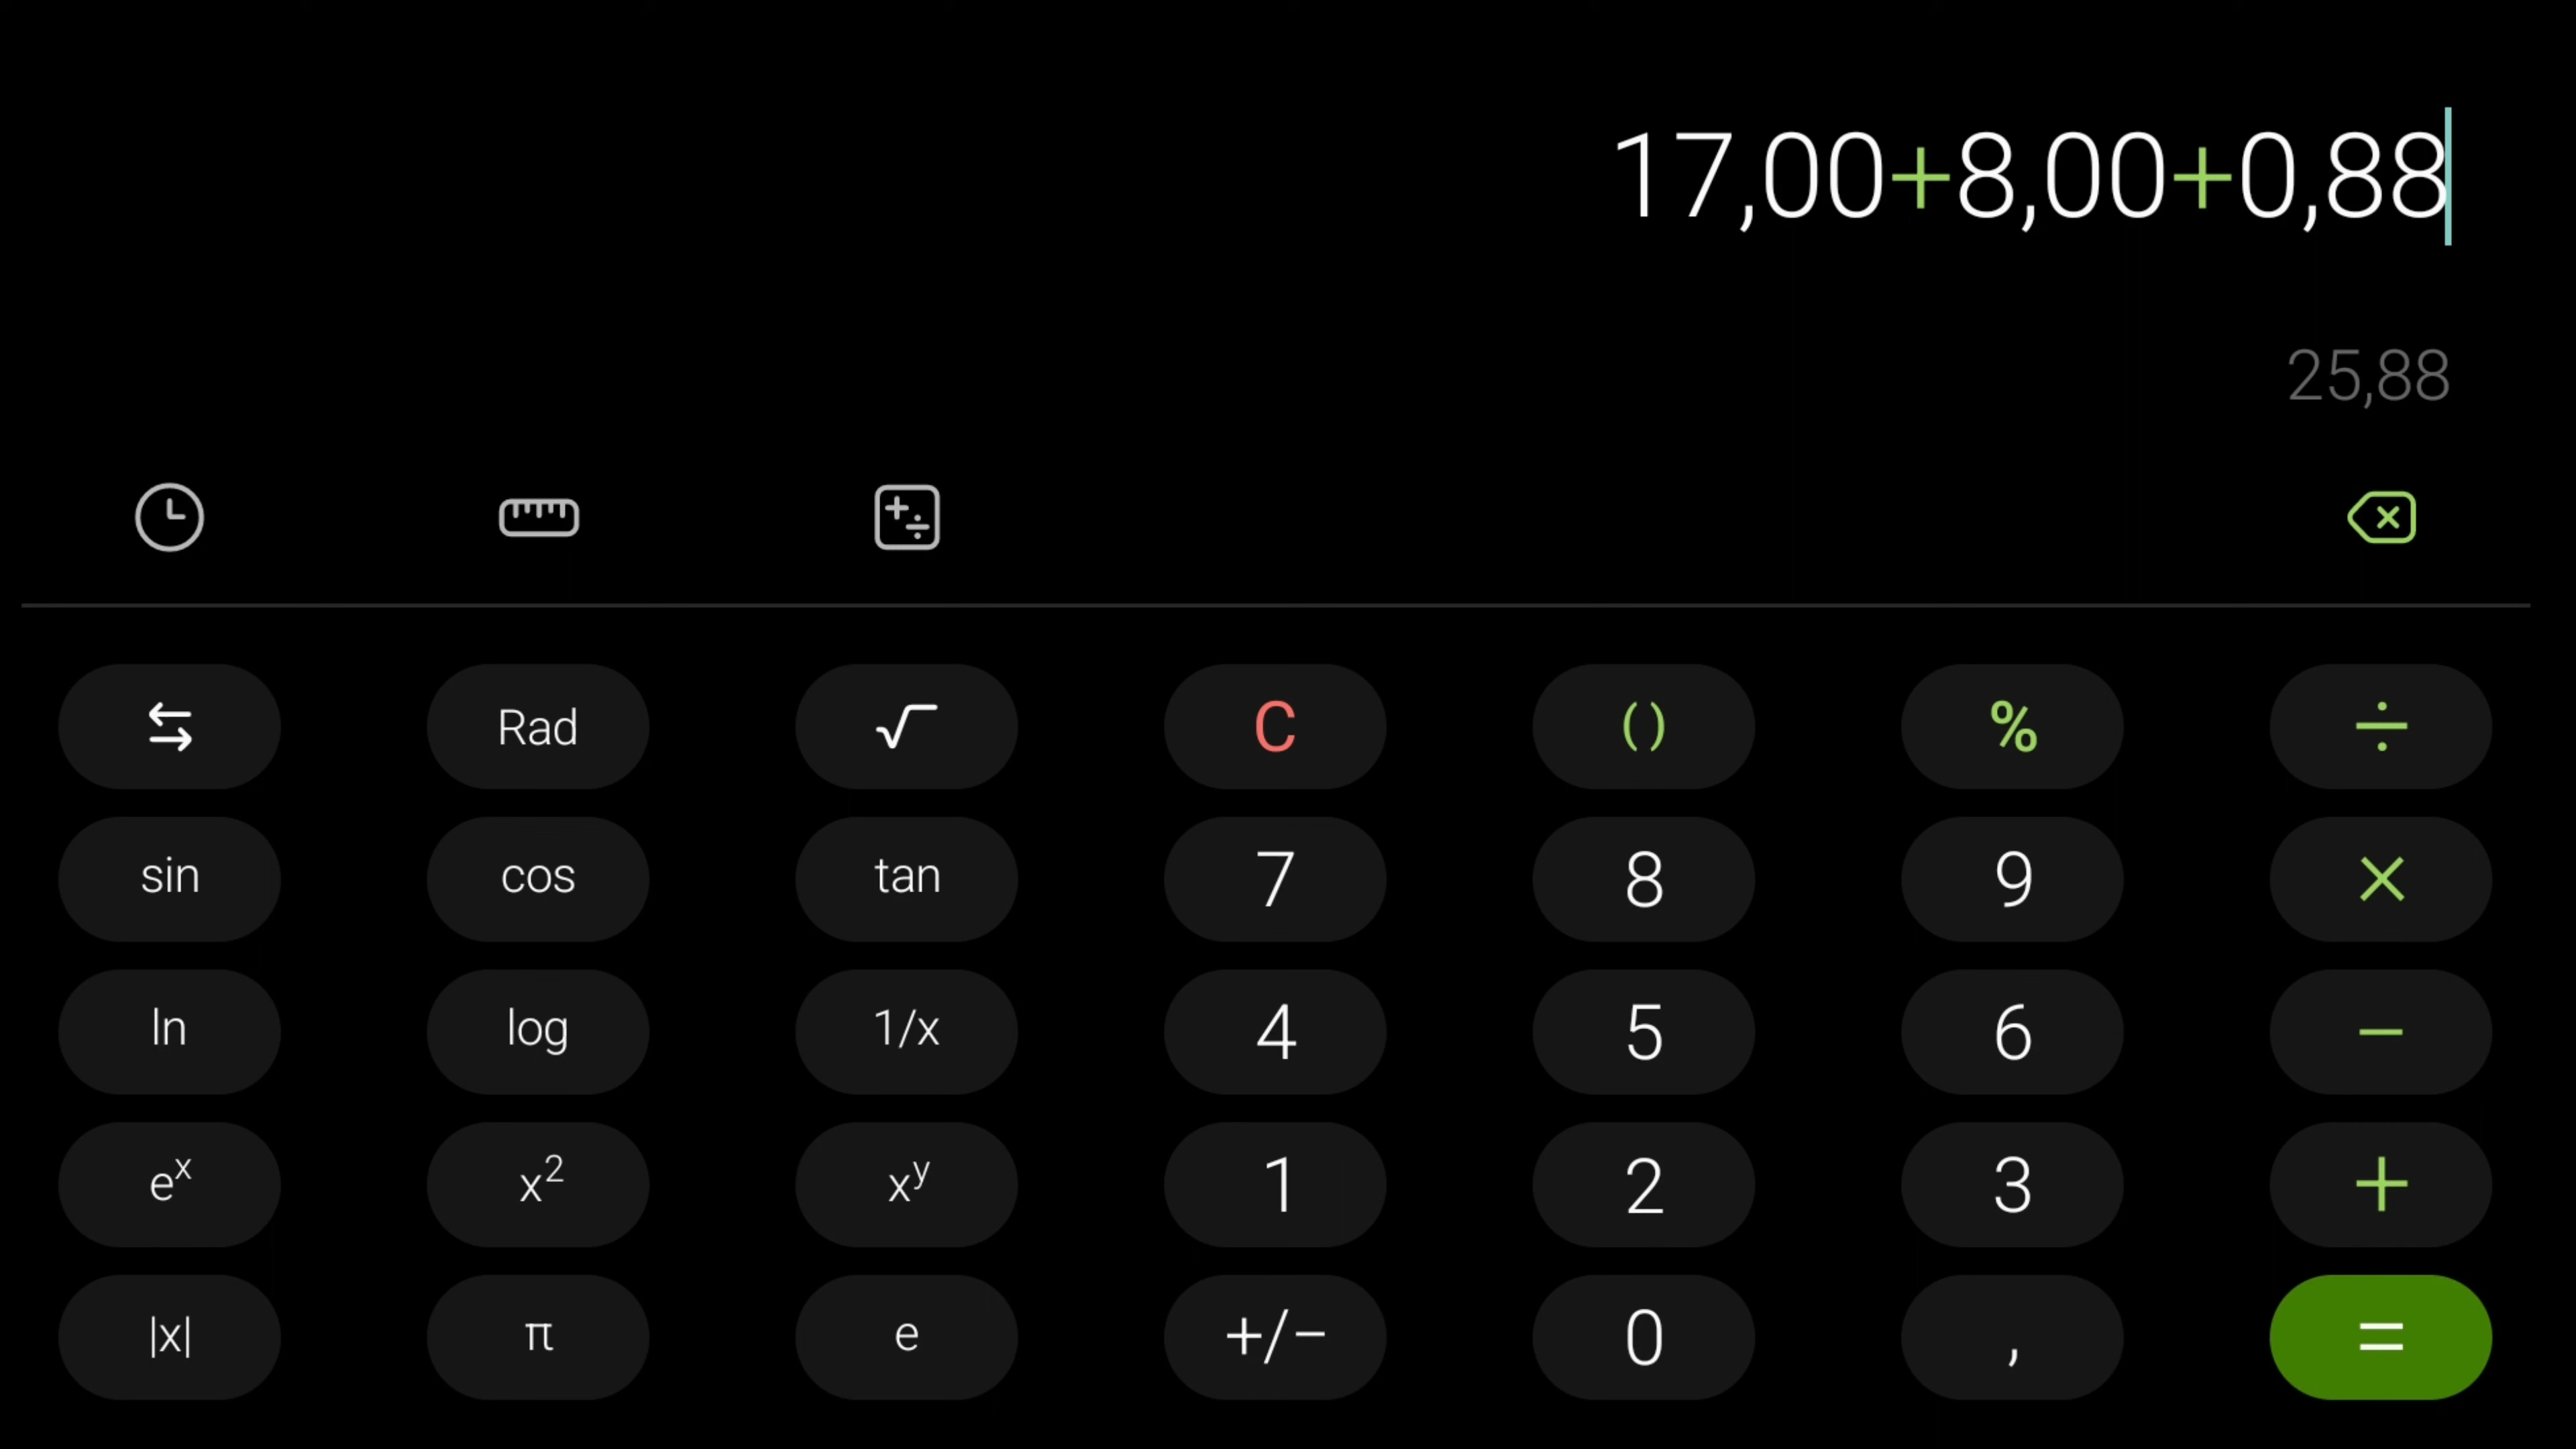 17,00+8,00+0,88
25,88
Rad √ C ( ) % ÷
sin cos tan 7 8 9 ×
ln log 1/x 4 5 6 −
eˣ x² xʸ 1 2 3 +
|x| π e +/− 0 , =